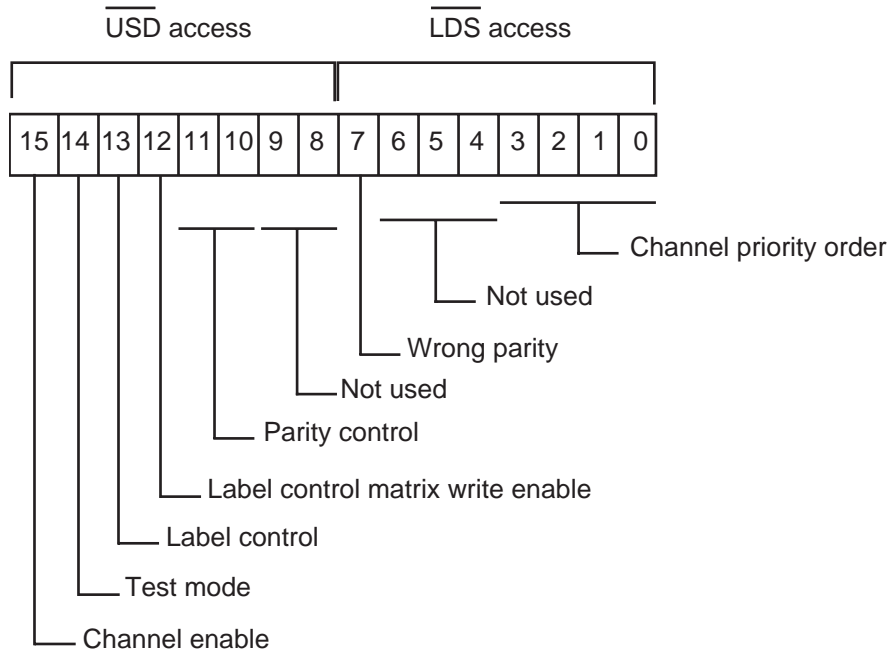 USD access
LDS access
15 14 13 12 11 10 9 8 7 6 5 4 3 2 1 0
Channel priority order
Not used
Wrong parity
Not used
Parity control
Label control matrix write enable
Label control
Test mode
Channel enable